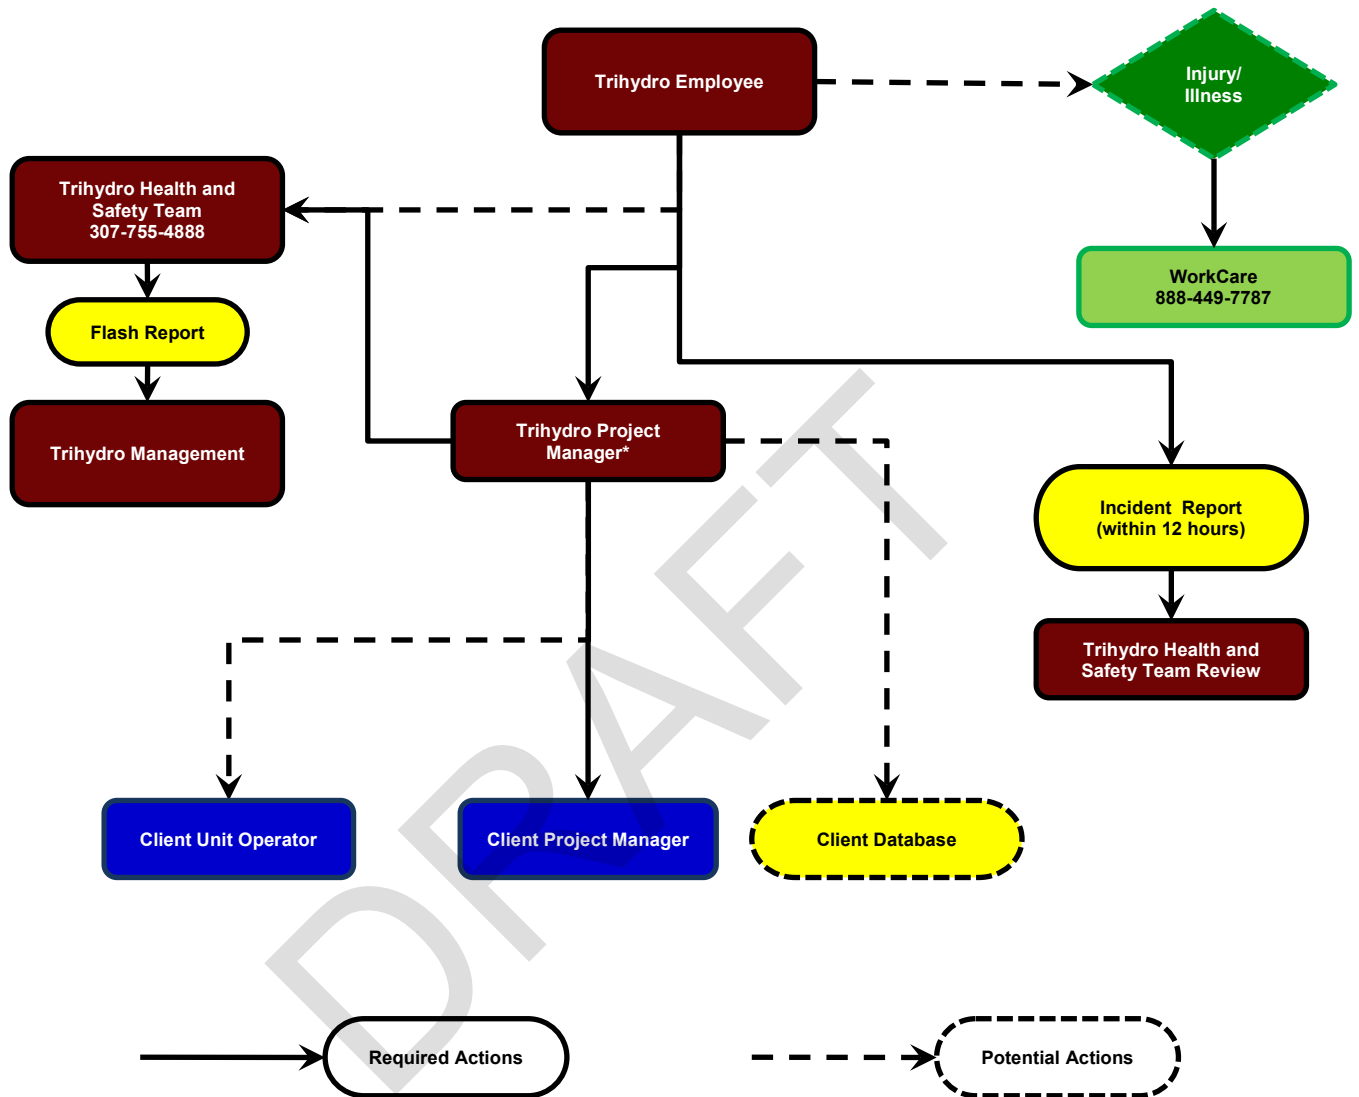 Trihydro Employee
Injury/
Illness
Trihydro Health and
Safety Team
307-755-4888
WorkCare
888-449-7787
Flash Report
Trihydro Management
Trihydro Project
Manager*
Incident  Report
(within 12 hours)
Trihydro Health and
Safety Team Review
Client Unit Operator
Client Project Manager
Client Database
DRAFT
Required Actions
Potential Actions